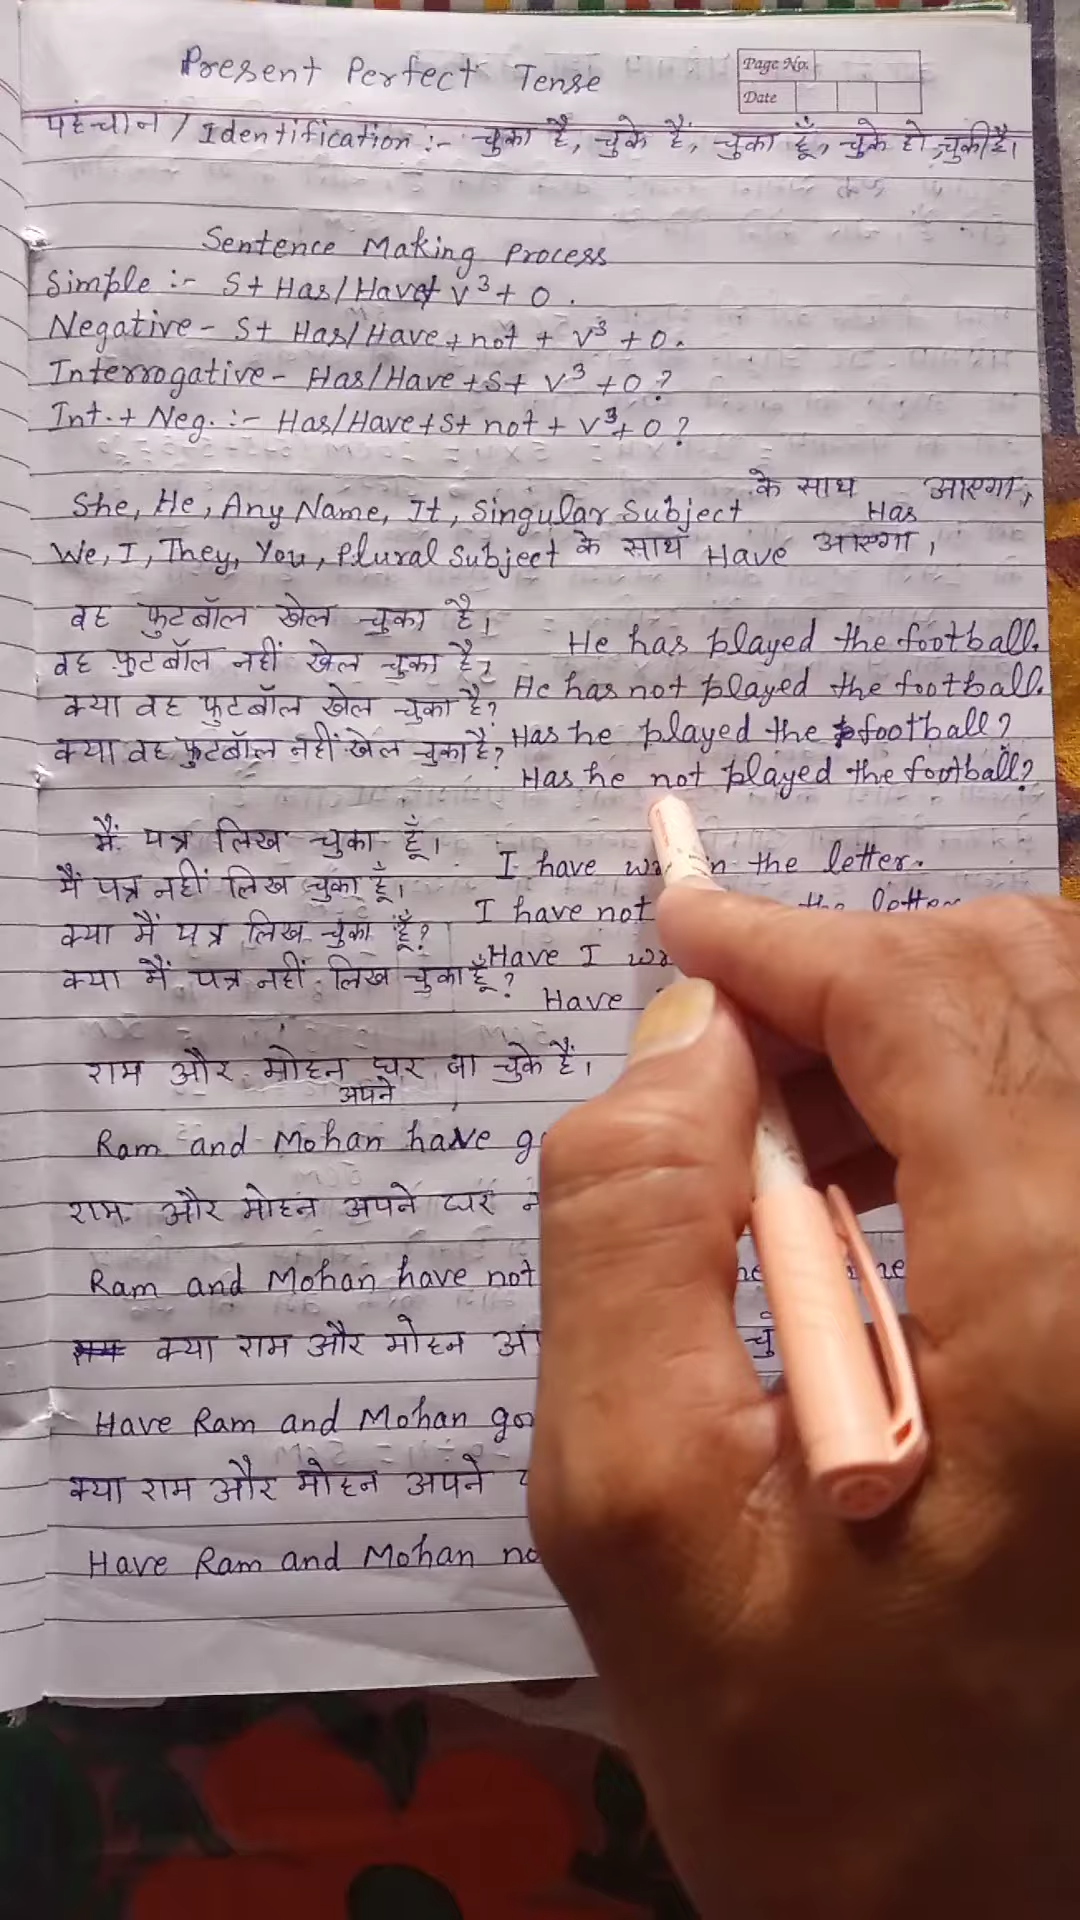 Present Perfect Tense
Page No.
Date
पहचान / Identification :- चुका है, चुके हैं, चुका हूँ, चुके हो, चुकी है।
Sentence Making Process
Simple :- S+ Has/Have+ V³ + O.
Negative - S+ Has/Have + not + V³ + O.
Interrogative - Has/Have + S + V³ + O?
Int. + Neg. :- Has/Have + S + not + V³ + O?
She, He, Any Name, It, Singular Subject के साथ Has आएगा,
We, I, They, You, Plural Subject के साथ Have आएगा,
वह फुटबॉल खेल चुका है। He has played the football.
वह फुटबॉल नहीं खेल चुका है? He has not played the football.
क्या वह फुटबॉल खेल चुका है? Has he played the football?
क्या वह फुटबॉल नहीं खेल चुका है? Has he not played the football?
मैं पत्र लिख चुका हूँ। I have the letter.
मैं पत्र नहीं लिख चुका हूँ। I have not the letter
क्या मैं पत्र लिख चुका हूँ? Have I
क्या मैं पत्र नहीं लिख चुका हूँ? Have
राम और मोहन घर जा चुके हैं।
अपने
Ram and Mohan have
राम और मोहन अपने घर
Ram and Mohan have not
क्या राम और मोहन
Have Ram and Mohan
क्या राम और मोहन अपने
Have Ram and Mohan